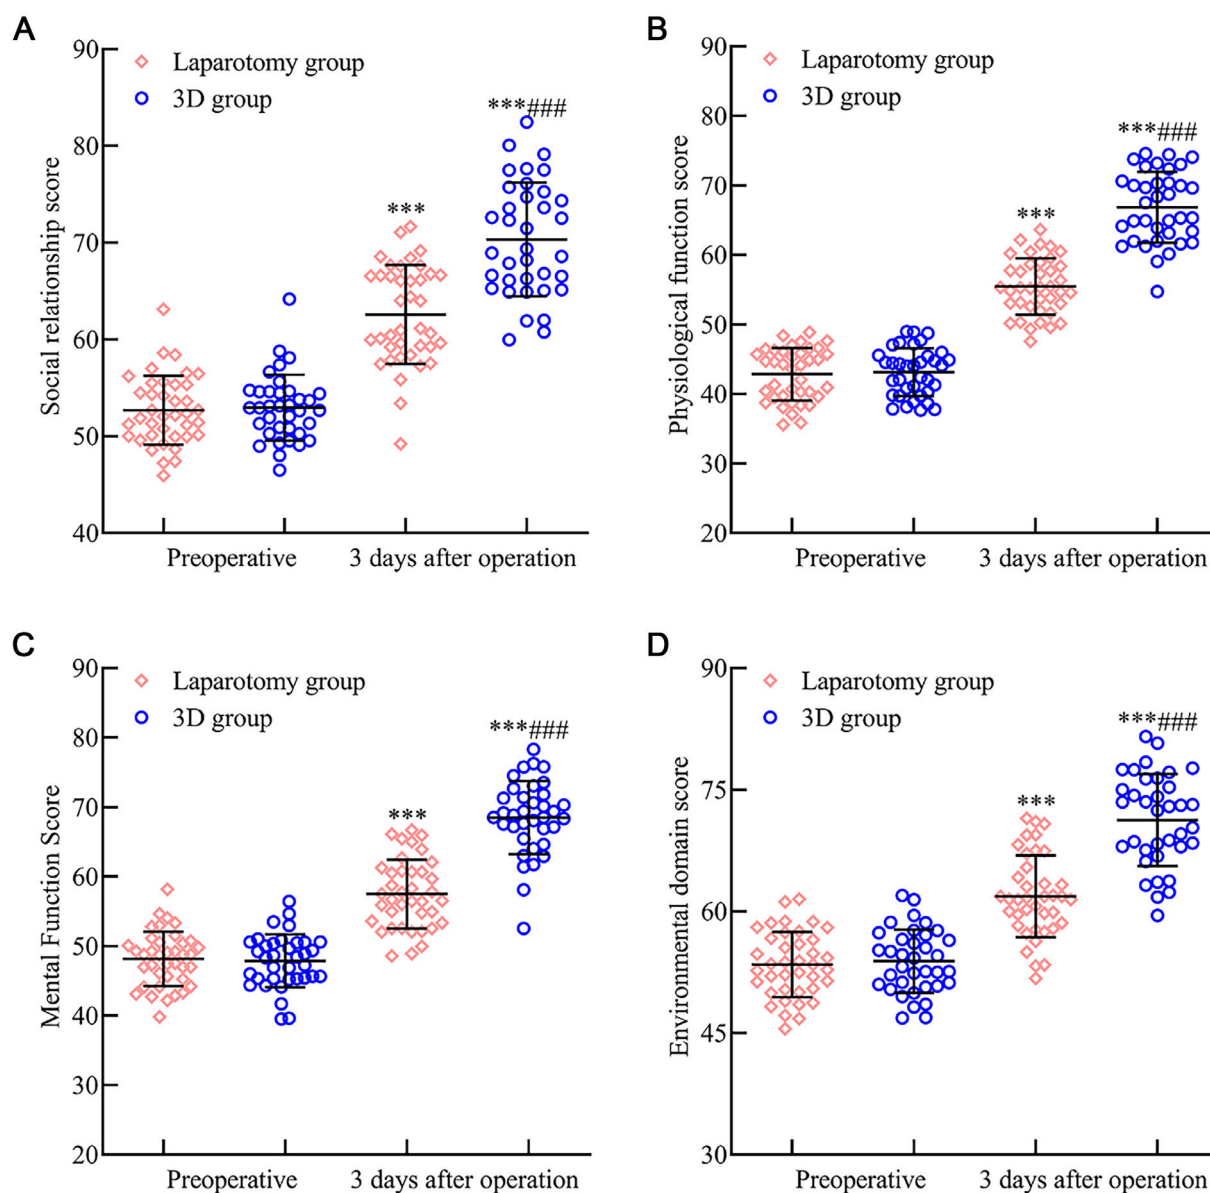 A
Social relationship score
90
80
70
60
50
40
Laparotomy group
3D group
***
***###
Preoperative
3 days after operation
B
Physiological function score
90
80
70
60
50
40
30
20
Laparotomy group
3D group
***
***###
Preoperative
3 days after operation
C
Mental Function Score
90
80
70
60
50
40
30
20
Laparotomy group
3D group
***
***###
Preoperative
3 days after operation
D
Environmental domain score
90
75
60
45
30
Laparotomy group
3D group
***
***###
Preoperative
3 days after operation